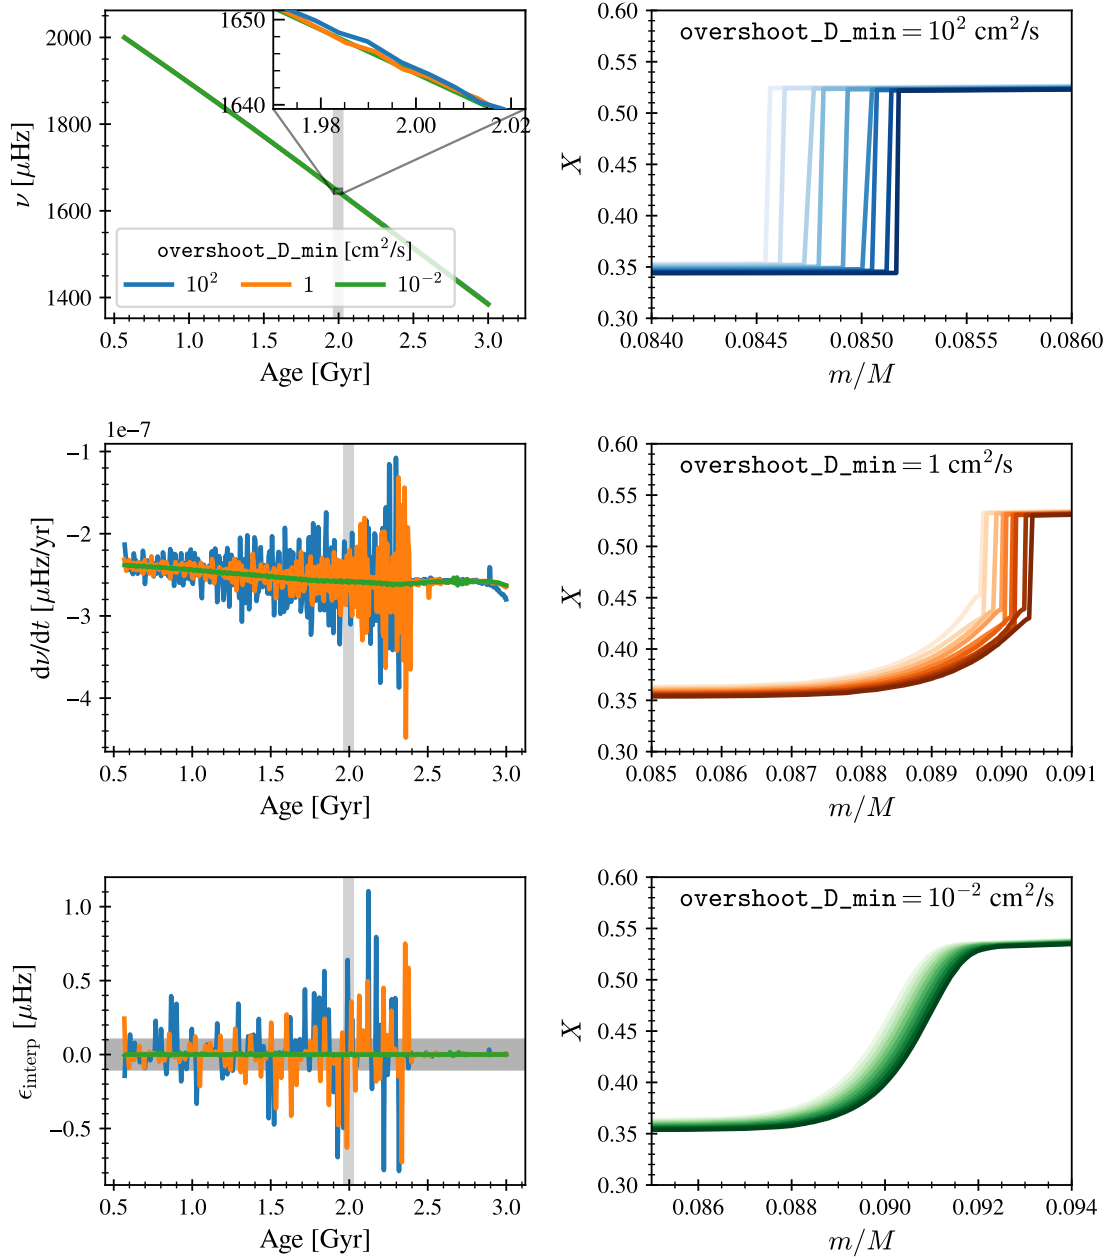 1650
1640
1.98
2.00
2.02
2000
1800
1600
1400
ν [μHz]
overshoot_D_min [cm²/s]
10² 1 10⁻²
0.5 1.0 1.5 2.0 2.5 3.0
Age [Gyr]
0.60
0.55
0.50
0.45
0.40
0.35
0.30
X
overshoot_D_min = 10² cm²/s
0.0840 0.0845 0.0850 0.0855 0.0860
m/M
1e−7
−1
−2
−3
−4
dν/dt [μHz/yr]
0.5 1.0 1.5 2.0 2.5 3.0
Age [Gyr]
0.60
0.55
0.50
0.45
0.40
0.35
0.30
X
overshoot_D_min = 1 cm²/s
0.085 0.086 0.087 0.088 0.089 0.090 0.091
m/M
1.0
0.5
0.0
−0.5
ϵinterp [μHz]
0.5 1.0 1.5 2.0 2.5 3.0
Age [Gyr]
0.60
0.55
0.50
0.45
0.40
0.35
0.30
X
overshoot_D_min = 10⁻² cm²/s
0.086 0.088 0.090 0.092 0.094
m/M